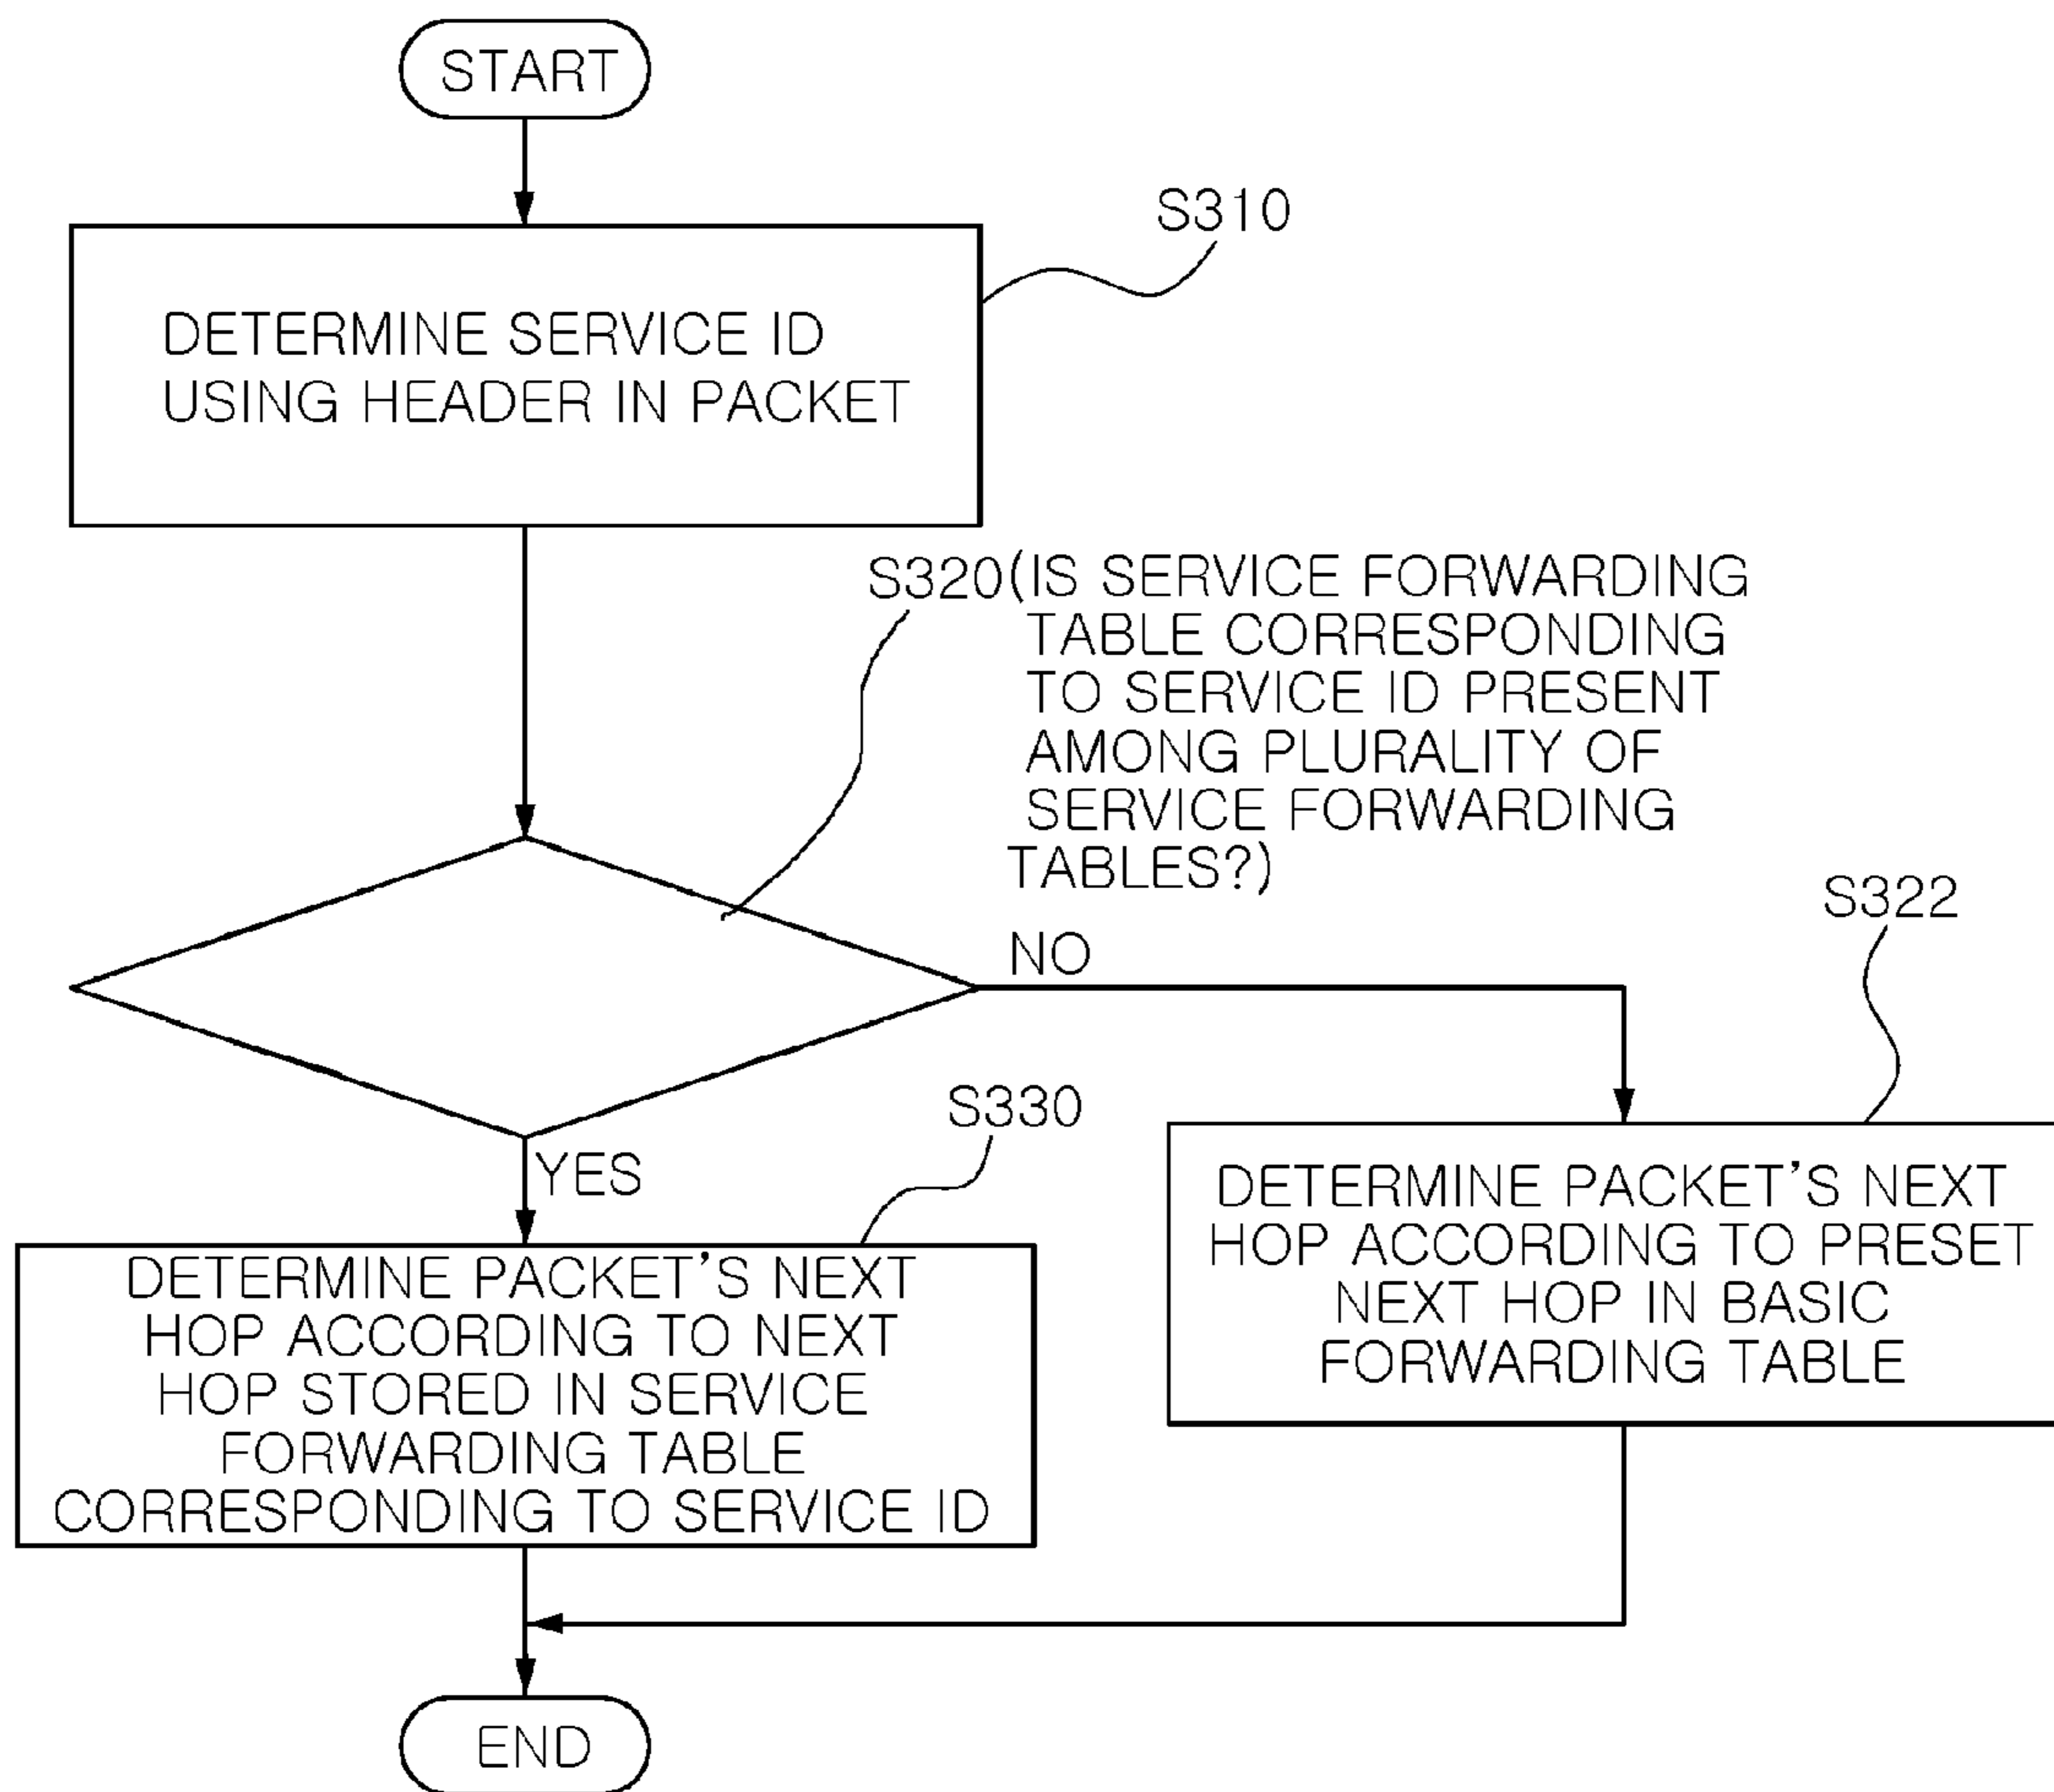 START
S310
DETERMINE SERVICE ID
USING HEADER IN PACKET
S320(IS SERVICE FORWARDING
TABLE CORRESPONDING
TO SERVICE ID PRESENT
AMONG PLURALITY OF
SERVICE FORWARDING
TABLES?)
S322
NO
S330
YES
DETERMINE PACKET'S NEXT
HOP ACCORDING TO PRESET
NEXT HOP IN BASIC
FORWARDING TABLE
DETERMINE PACKET'S NEXT
HOP ACCORDING TO NEXT
HOP STORED IN SERVICE
FORWARDING TABLE
CORRESPONDING TO SERVICE ID
END